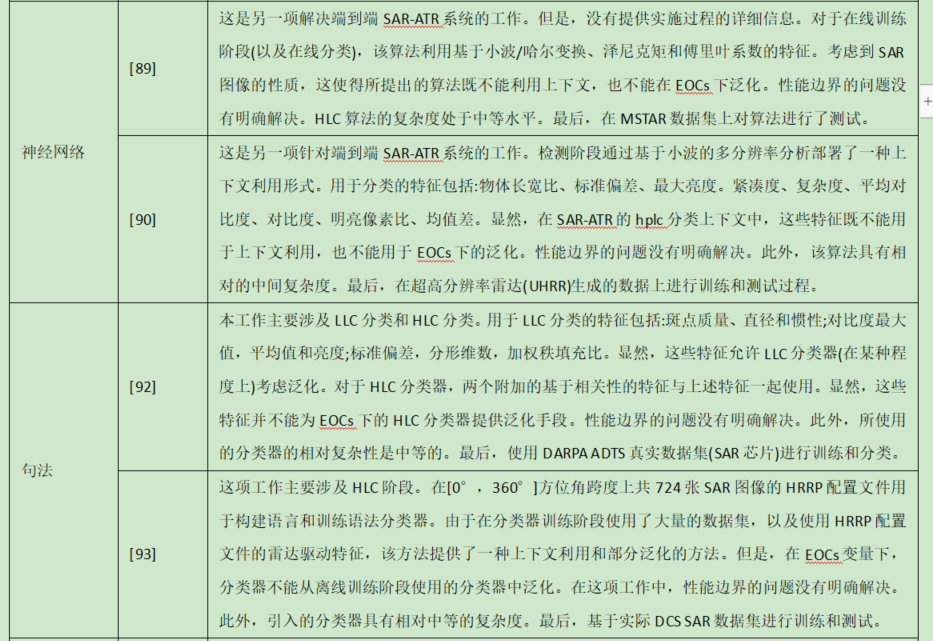 这是另一项解决端到端 SAR-ATR 系统的工作。但是，没有提供实施过程的详细信息。对于在线训练
阶段(以及在线分类)，该算法利用基于小波/哈尔变换、泽尼克矩和傅里叶系数的特征。考虑到 SAR
[89]
图像的性质，这使得所提出的算法既不能利用上下文，也不能在 EOCs 下泛化。性能边界的问题没
有明确解决。HLC 算法的复杂度处于中等水平。最后，在 MSTAR 数据集上对算法进行了测试。
神经网络
这是另一项针对端到端 SAR-ATR 系统的工作。检测阶段通过基于小波的多分辨率分析部署了一种上
下文利用形式。用于分类的特征包括:物体长宽比、标准偏差、最大亮度。紧凑度、复杂度、平均对
[90]
比度、对比度、明亮像素比、均值差。显然，在 SAR-ATR 的 hplc 分类上下文中，这些特征既不能用
于上下文利用，也不能用于 EOCs 下的泛化。性能边界的问题没有明确解决。此外，该算法具有相
对的中间复杂度。最后，在超高分辨率雷达(UHRR)生成的数据上进行训练和测试过程。
本工作主要涉及 LLC 分类和 HLC 分类。用于 LLC 分类的特征包括:斑点质量、直径和惯性;对比度最大
值，平均值和亮度;标准偏差，分形维数，加权秩填充比。显然，这些特征允许 LLC 分类器(在某种程
[92]
度上)考虑泛化。对于 HLC 分类器，两个附加的基于相关性的特征与上述特征一起使用。显然，这些
特征并不能为 EOCs 下的 HLC 分类器提供泛化手段。性能边界的问题没有明确解决。此外，所使用
的分类器的相对复杂性是中等的。最后，使用 DARPA ADTS 真实数据集(SAR 芯片)进行训练和分类。
句法
这项工作主要涉及 HLC 阶段。在[0°，360°]方位角跨度上共 724 张 SAR 图像的 HRRP 配置文件用
于构建语言和训练语法分类器。由于在分类器训练阶段使用了大量的数据集，以及使用 HRRP 配置
[93]
文件的雷达驱动特征，该方法提供了一种上下文利用和部分泛化的方法。但是，在 EOCs 变量下，
分类器不能从离线训练阶段使用的分类器中泛化。在这项工作中，性能边界的问题没有明确解决。
此外，引入的分类器具有相对中等的复杂度。最后，基于实际 DCS SAR 数据集进行训练和测试。